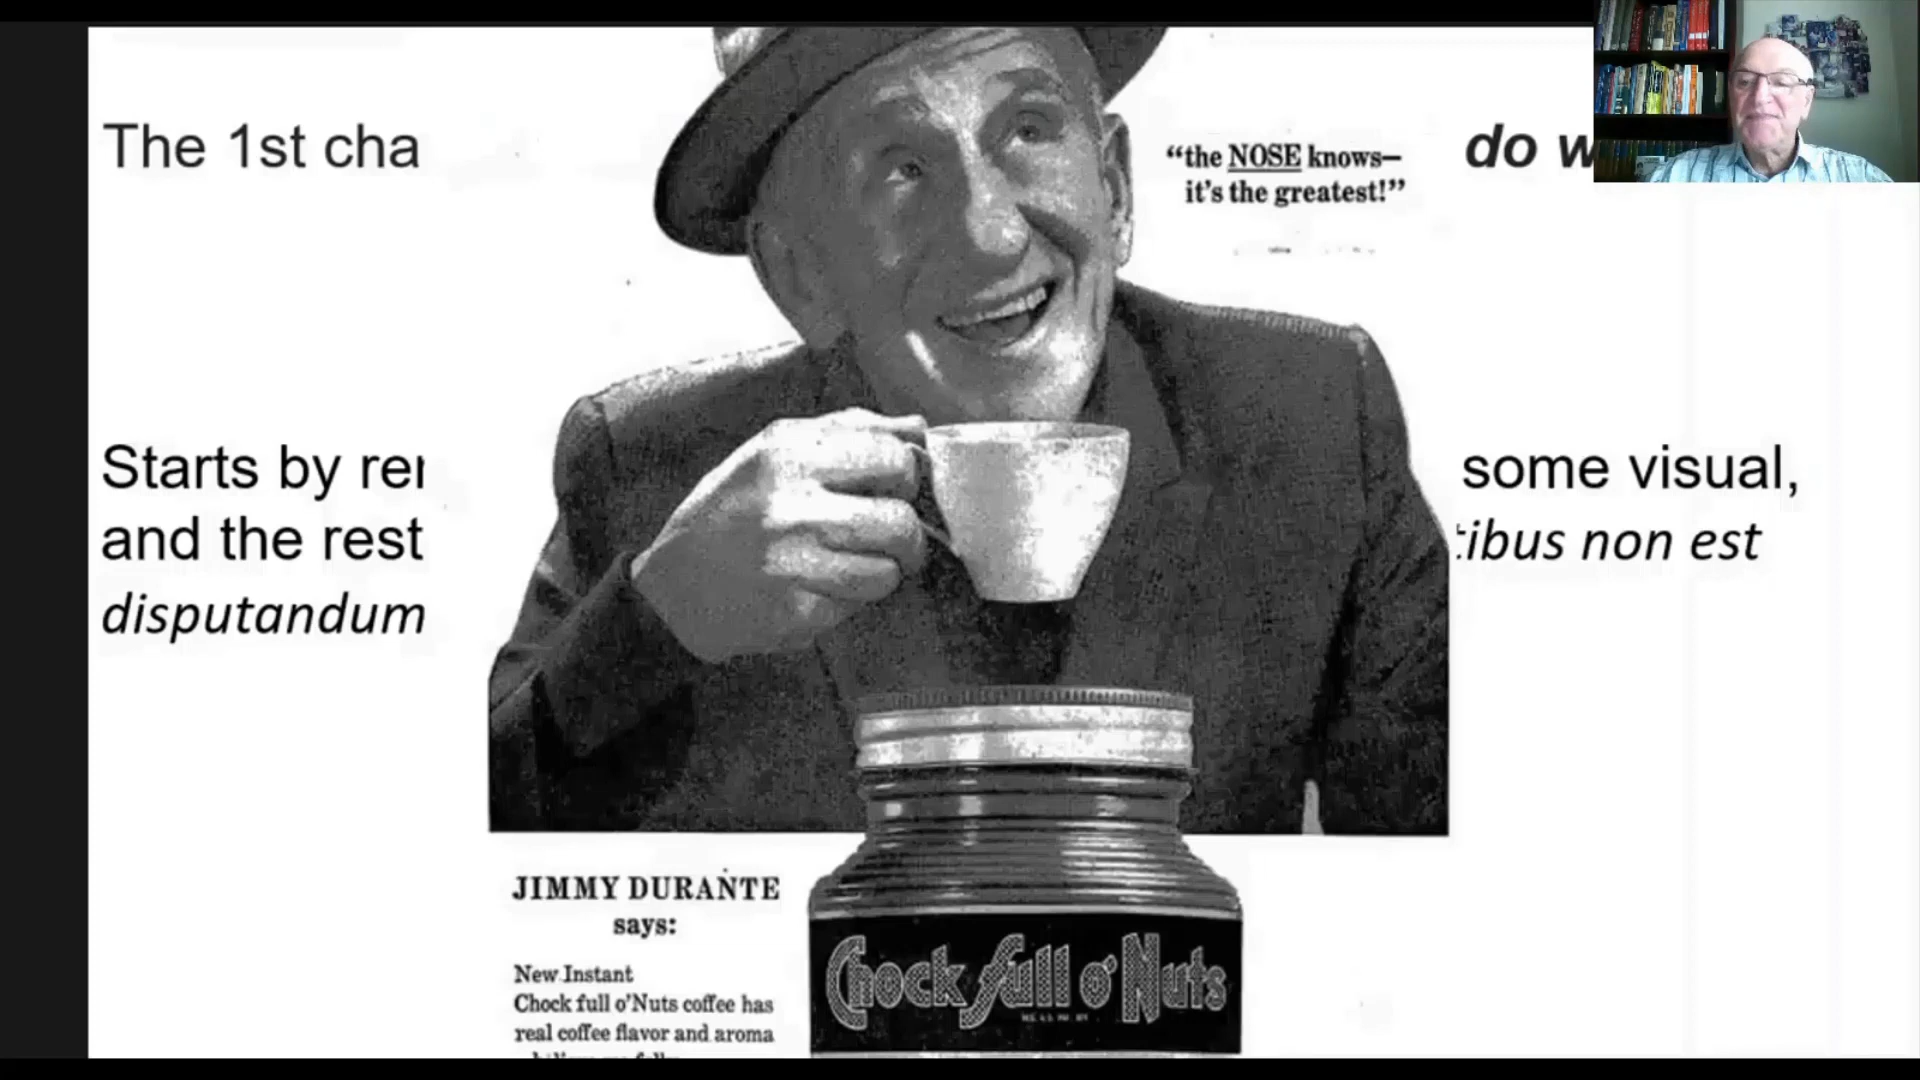 The 1st cha
do w
"the NOSE knows—
it's the greatest!"
Starts by rer
some visual,
and the rest
tibus non est
disputandum
JIMMY DURANTE
says:
New Instant
Chock full o'Nuts coffee has
real coffee flavor and aroma
Chock full o' Nuts